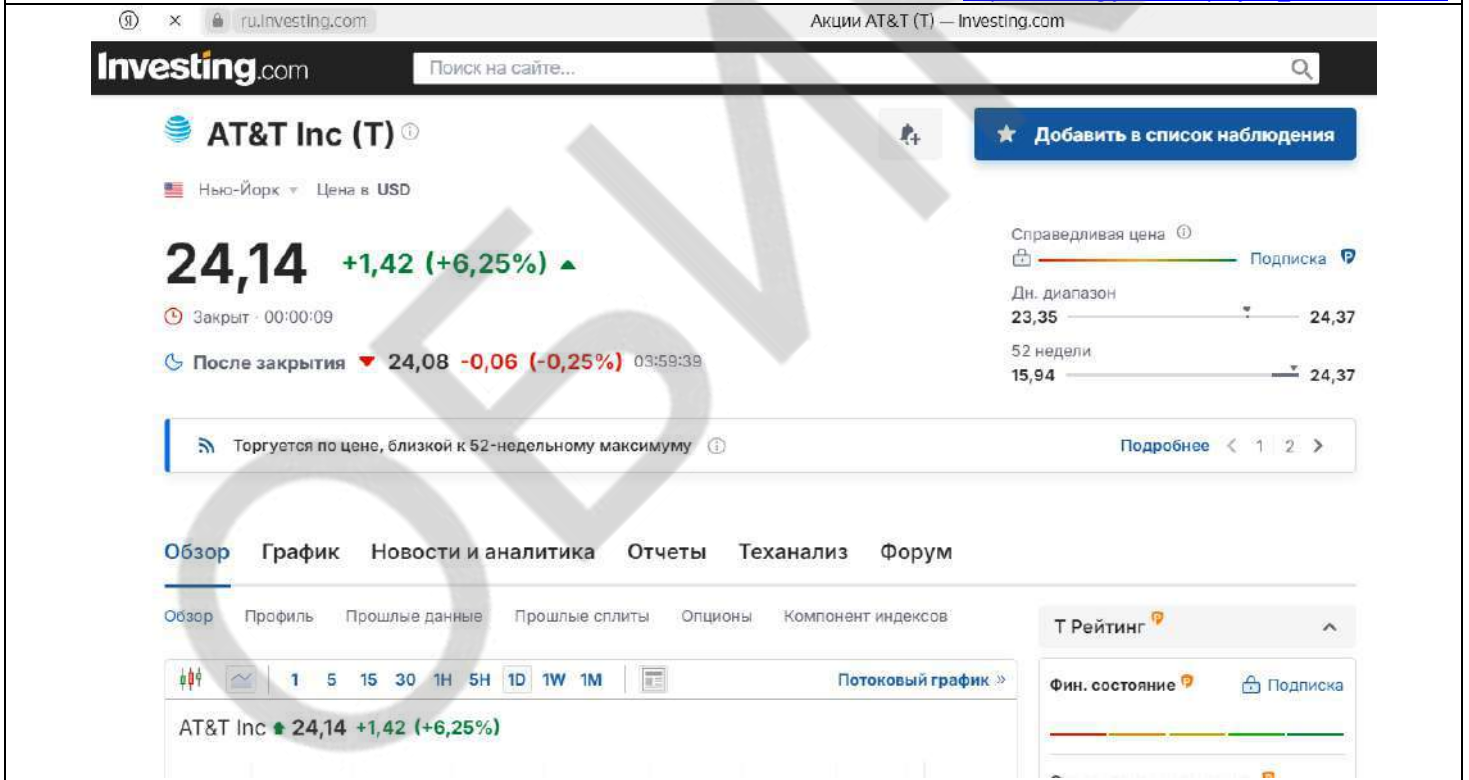 Я × ru.investing.com Акции AT&T (T) — Investing.com
Investing.com Поиск на сайте...
AT&T Inc (T) Добавить в список наблюдения
Нью-Йорк Цена в USD
24,14 +1,42 (+6,25%)
Справедливая цена
Подписка
Дн. диапазон
23,35 24,37
Закрыт · 00:00:09
52 недели
15,94 24,37
После закрытия 24,08 -0,06 (-0,25%) 03:59:39
Торгуется по цене, близкой к 52-недельному максимуму Подробнее < 1 2 >
Обзор График Новости и аналитика Отчеты Теханализ Форум
Обзор Профиль Прошлые данные Прошлые сплиты Опционы Компонент индексов
Т Рейтинг
1 5 15 30 1H 5H 1D 1W 1M Потоковый график »
Фин. состояние Подписка
AT&T Inc 24,14 +1,42 (+6,25%)